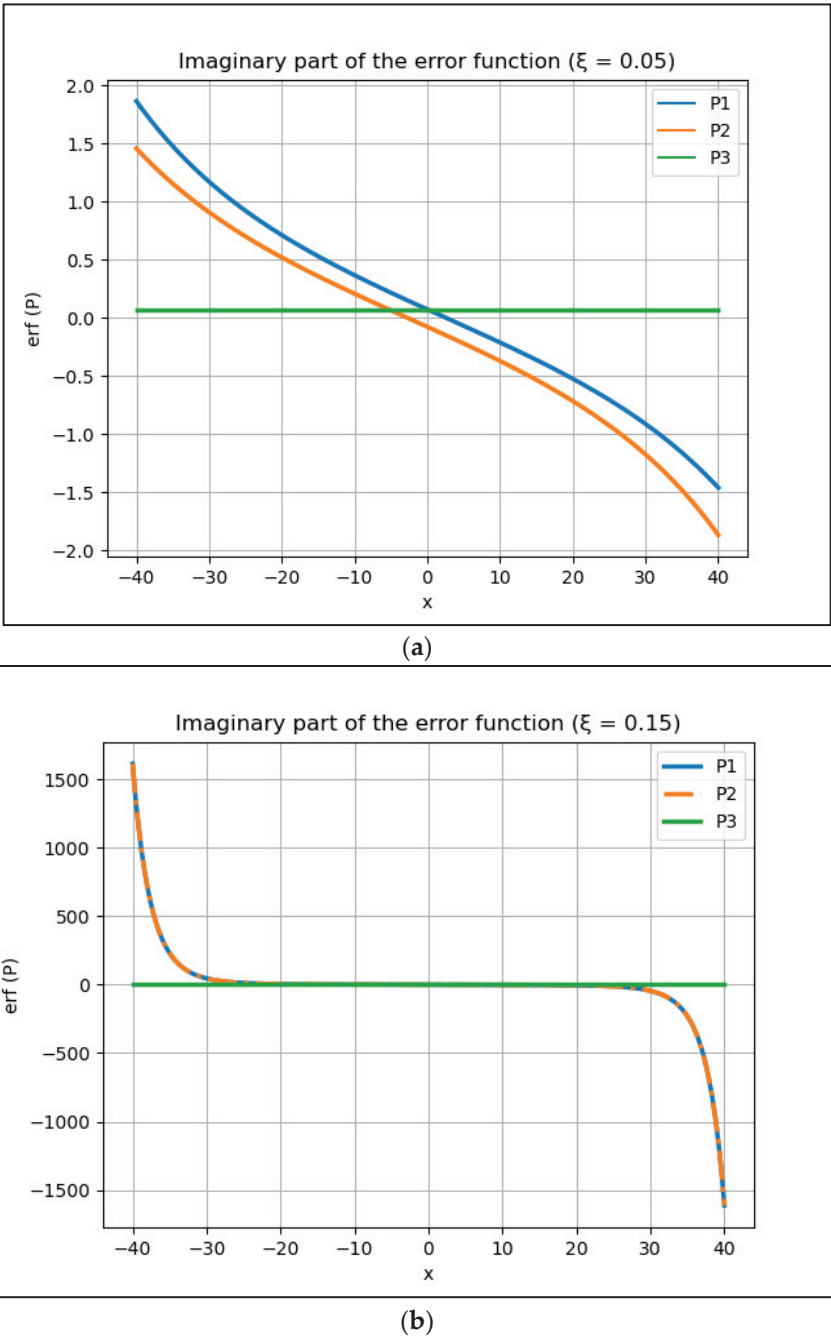 Imaginary part of the error function (ξ = 0.05)
2.0
1.5
1.0
0.5
0.0
−0.5
−1.0
−1.5
−2.0
erf (P)
P1
P2
P3
−40 −30 −20 −10 0 10 20 30 40
x
(a)
Imaginary part of the error function (ξ = 0.15)
1500
1000
500
0
−500
−1000
−1500
erf (P)
P1
P2
P3
−40 −30 −20 −10 0 10 20 30 40
x
(b)